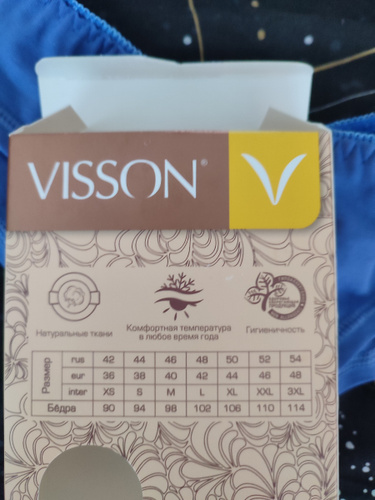 VISSON®
Натуральные ткани
Комфортная температура
в любое время года
Гигиеничность
Размер
rus 42 44 46 48 50 52 54
eur 36 38 40 42 44 46 48
inter XS S M L XL XXL 3XL
Бёдра 90 94 98 102 106 110 114